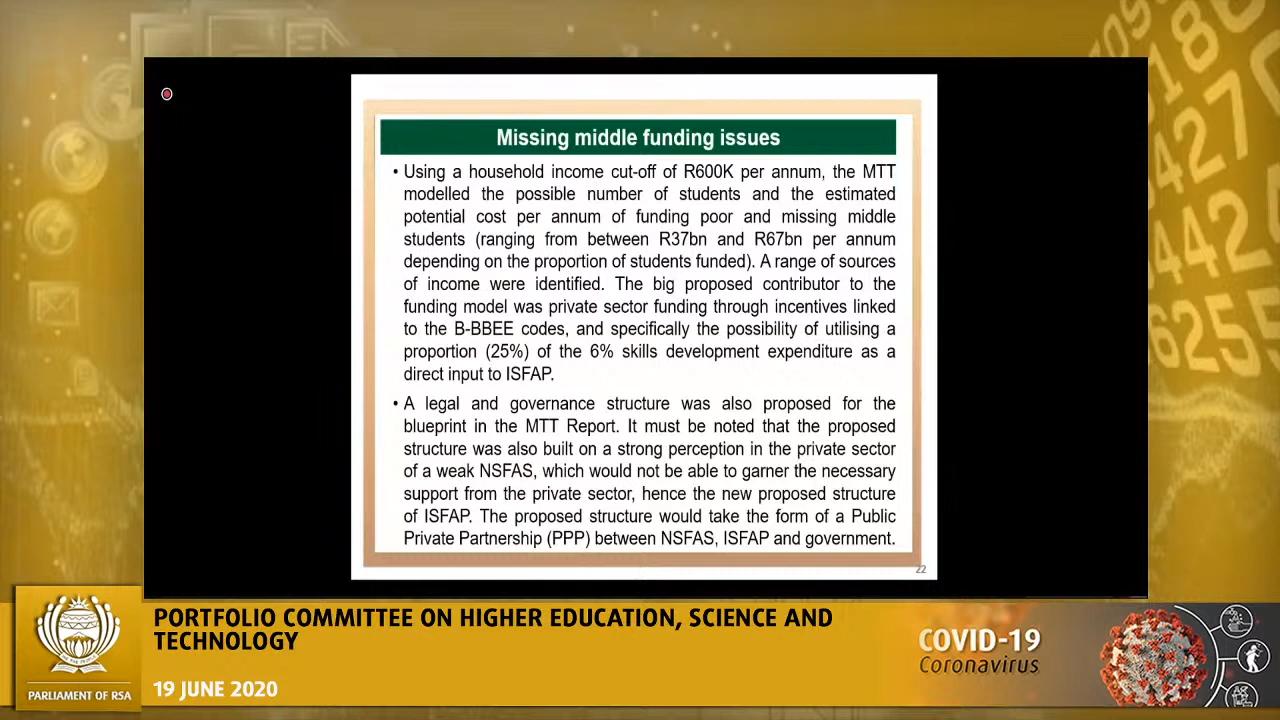 Missing middle funding issues
• Using a household income cut-off of R600K per annum, the MTT
modelled the possible number of students and the estimated
potential cost per annum of funding poor and missing middle
students (ranging from between R37bn and R67bn per annum
depending on the proportion of students funded). A range of sources
of income were identified. The big proposed contributor to the
funding model was private sector funding through incentives linked
to the B-BBEE codes, and specifically the possibility of utilising a
proportion (25%) of the 6% skills development expenditure as a
direct input to ISFAP.
• A legal and governance structure was also proposed for the
blueprint in the MTT Report. It must be noted that the proposed
structure was also built on a strong perception in the private sector
of a weak NSFAS, which would not be able to garner the necessary
support from the private sector, hence the new proposed structure
of ISFAP. The proposed structure would take the form of a Public
Private Partnership (PPP) between NSFAS, ISFAP and government.
22
PORTFOLIO COMMITTEE ON HIGHER EDUCATION, SCIENCE AND
TECHNOLOGY
19 JUNE 2020
PARLIAMENT OF RSA
COVID-19
Coronavirus